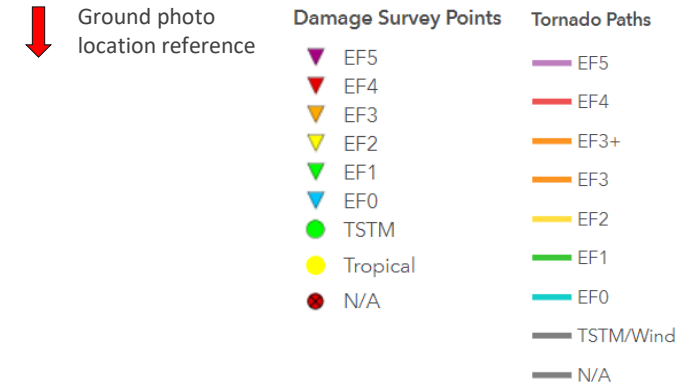 Ground photo
location reference
Damage Survey Points
EF5
EF4
EF3
EF2
EF1
EF0
TSTM
Tropical
N/A
Tornado Paths
EF5
EF4
EF3+
EF3
EF2
EF1
EF0
TSTM/Wind
N/A